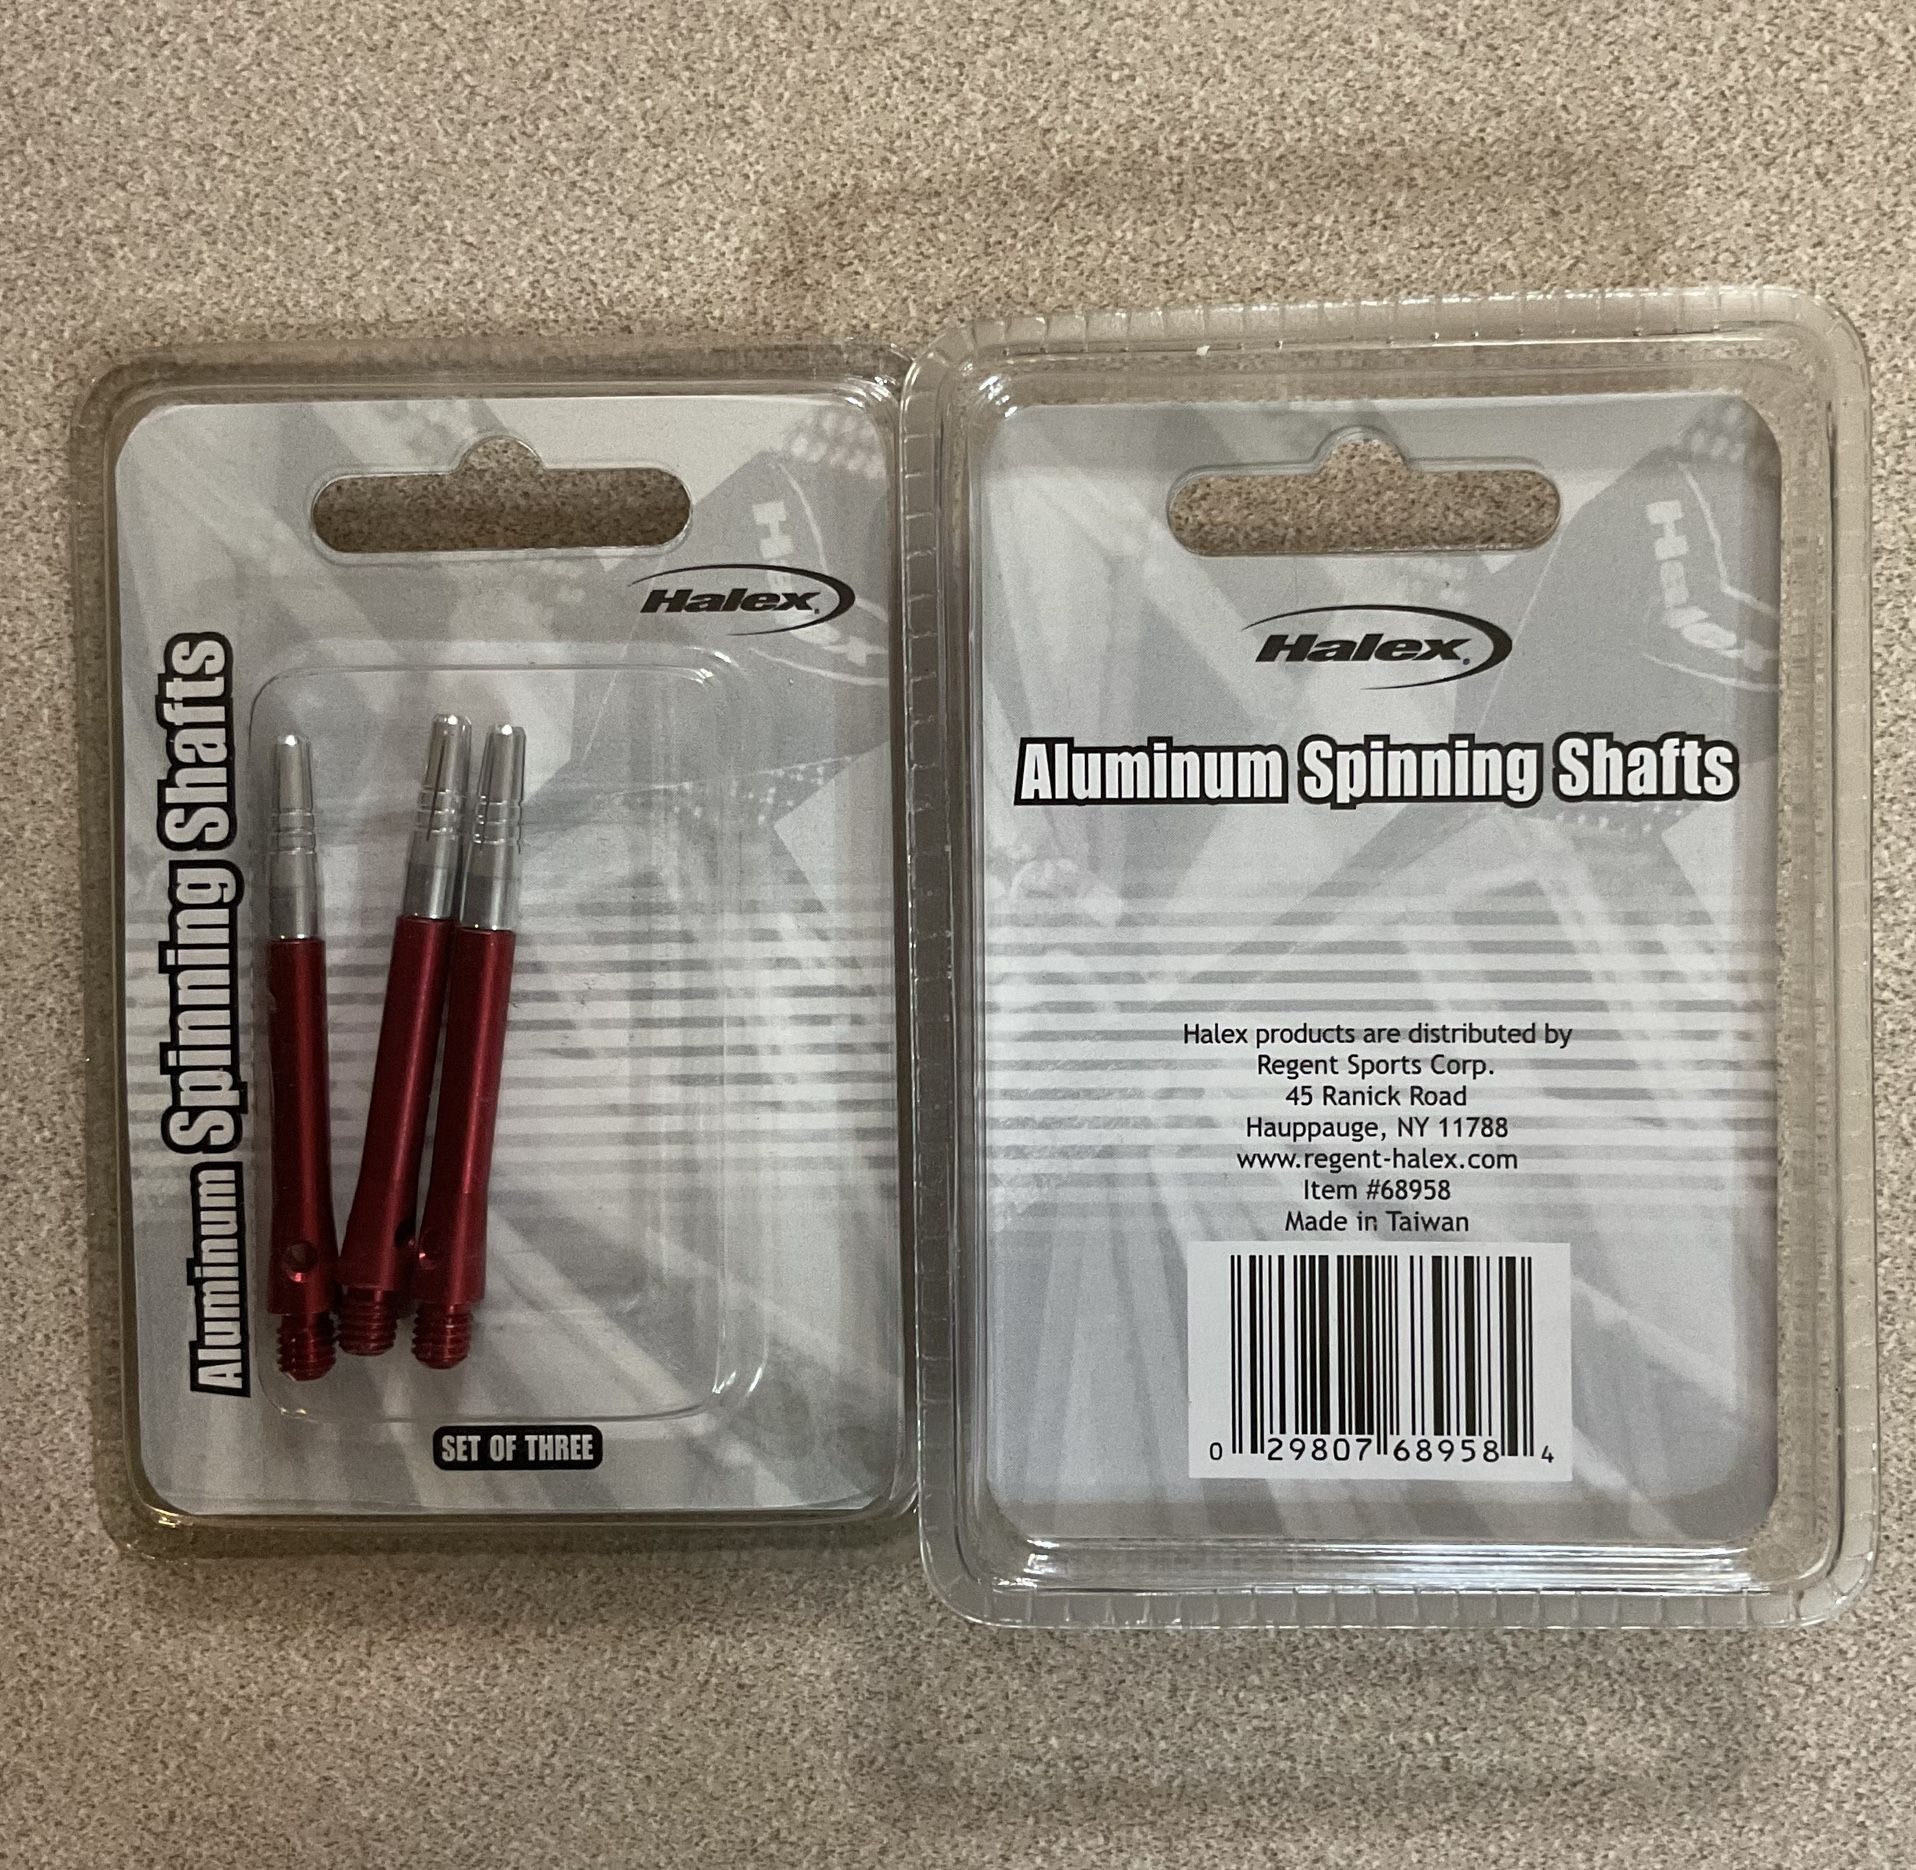 Halex
Halex.
Aluminum Spinning Shafts
SET OF THREE
Halex
Halex.
Aluminum Spinning Shafts
Halex products are distributed by
Regent Sports Corp.
45 Ranick Road
Hauppauge, NY 11788
www.regent-halex.com
Item #68958
Made in Taiwan
0 29807 68958 4